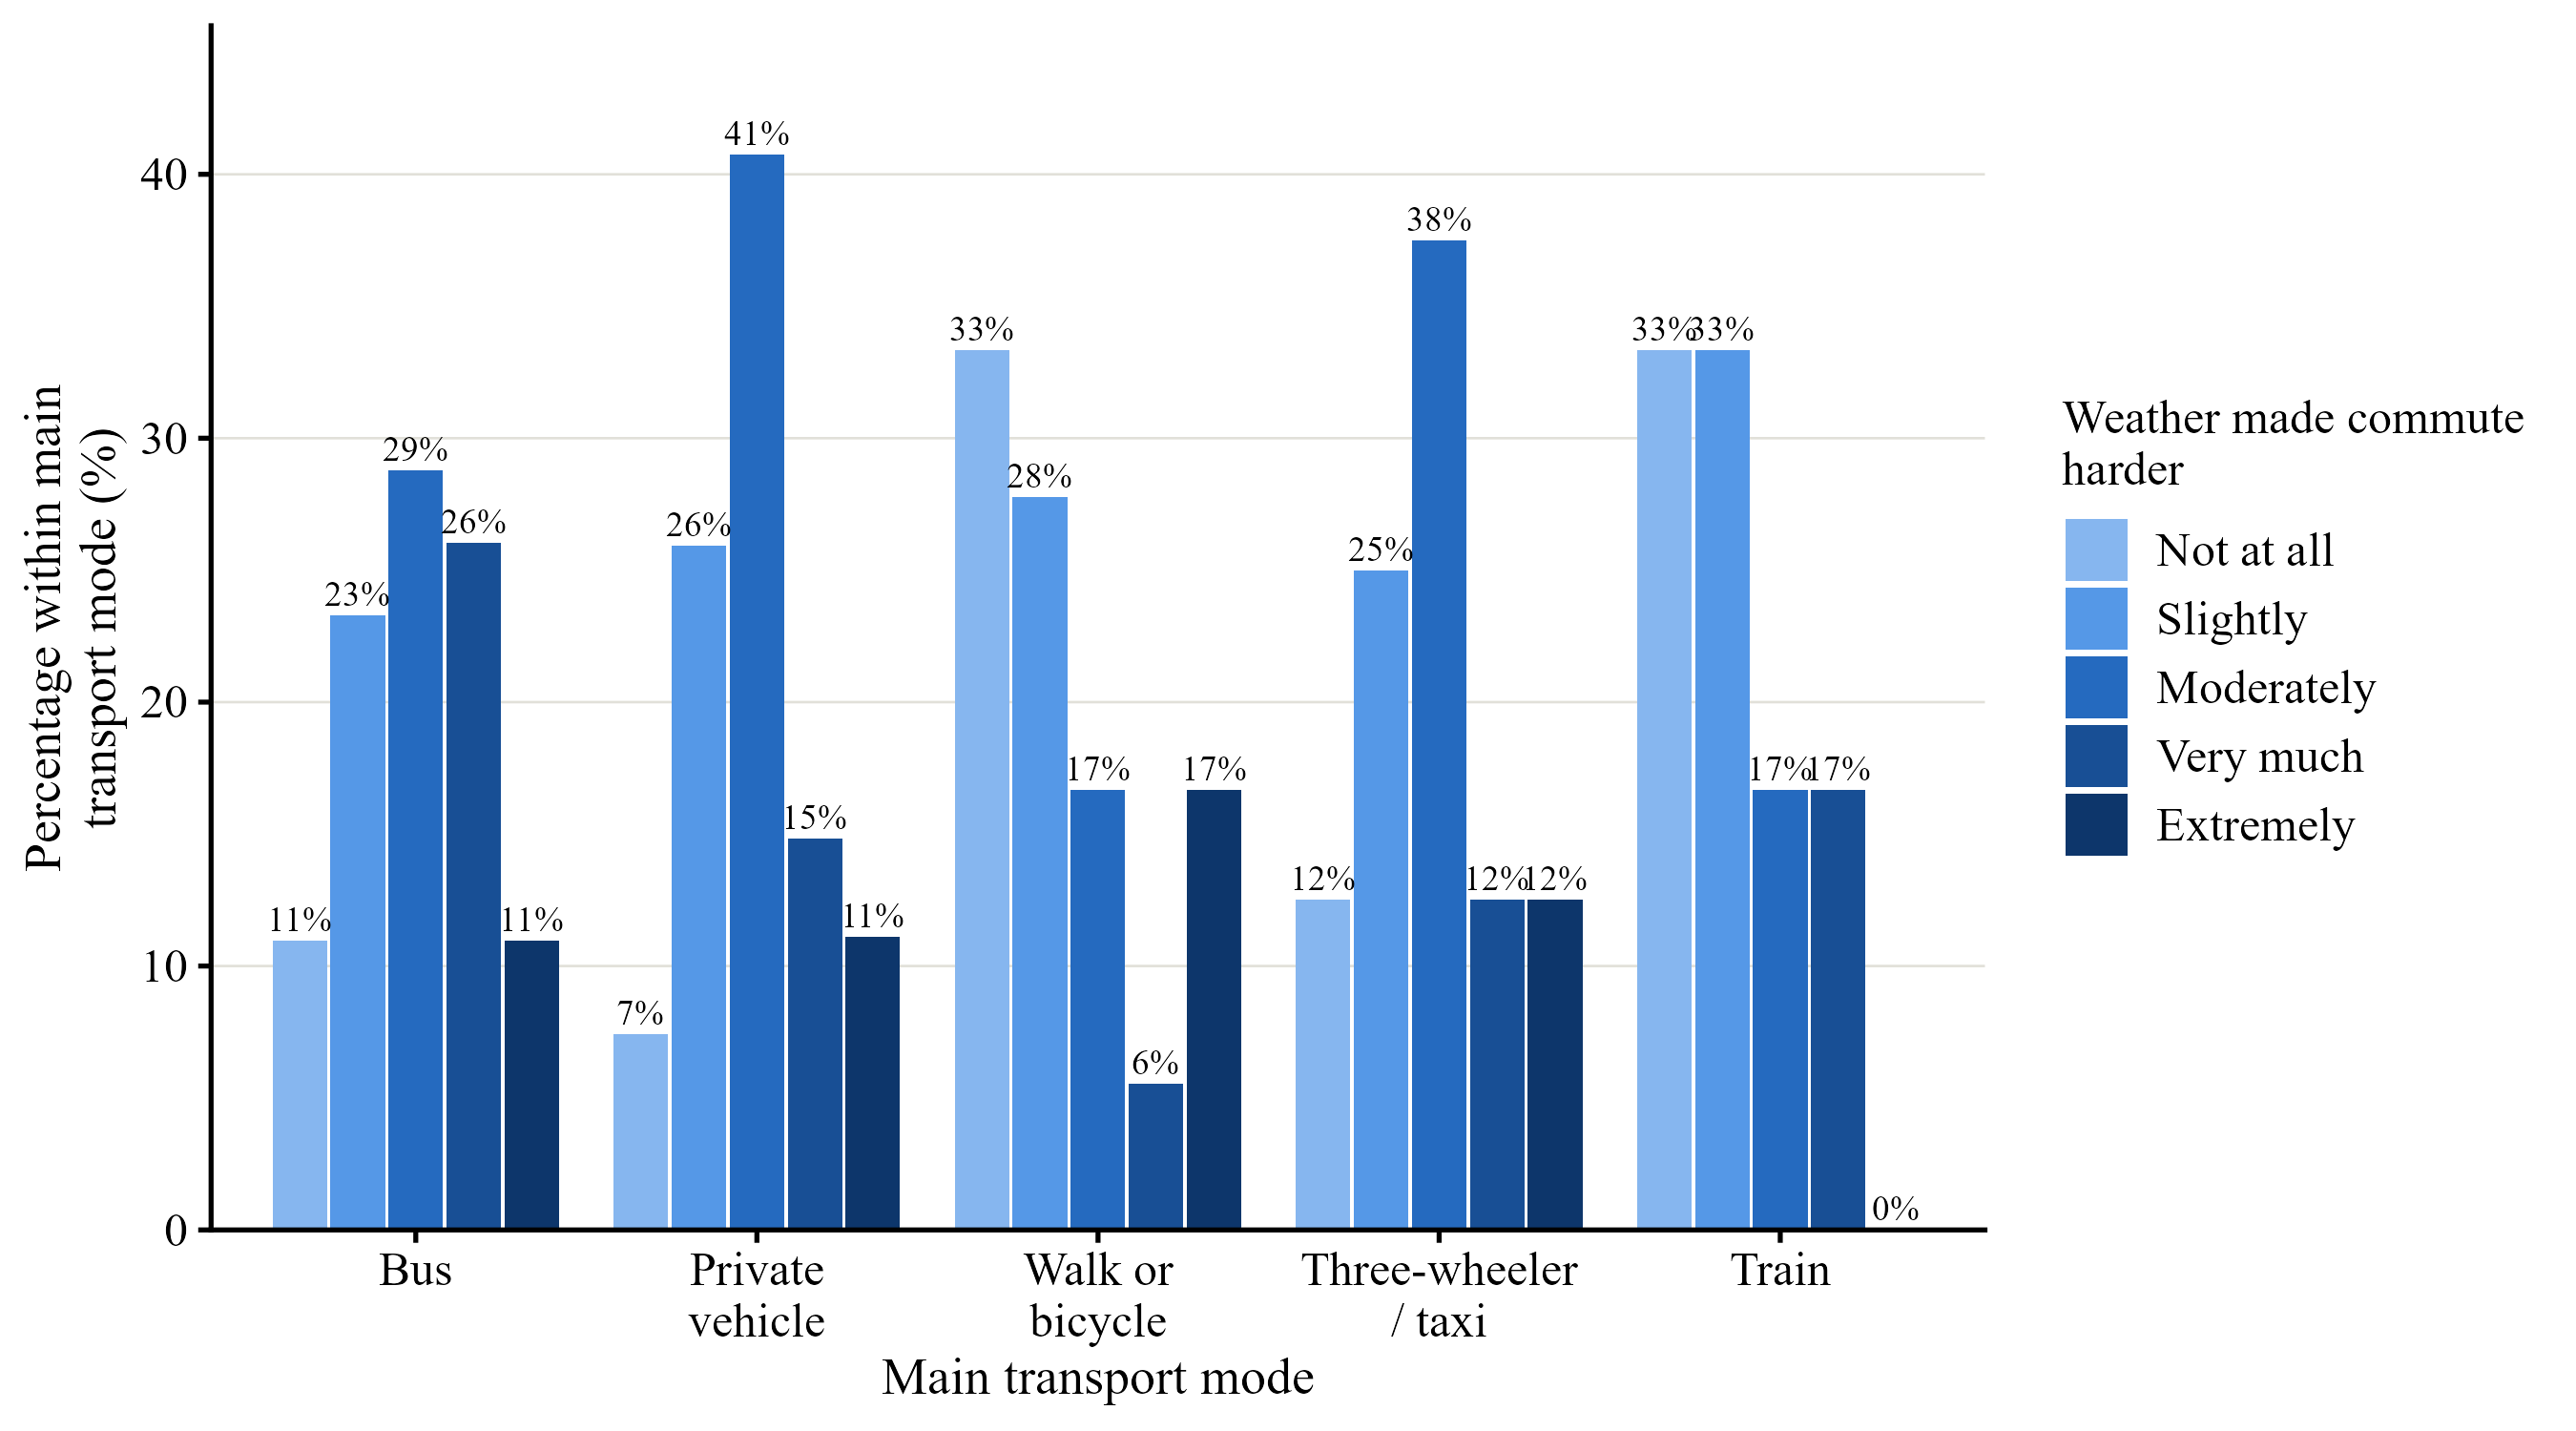 Percentage within main
transport mode (%)
40
30
20
10
0
11%
23%
29%
26%
11%
7%
26%
41%
15%
11%
33%
28%
17%
6%
17%
12%
25%
38%
12%
12%
33%
33%
17%
17%
0%
Bus
Private
vehicle
Walk or
bicycle
Three-wheeler
/ taxi
Train
Main transport mode
Weather made commute
harder
Not at all
Slightly
Moderately
Very much
Extremely